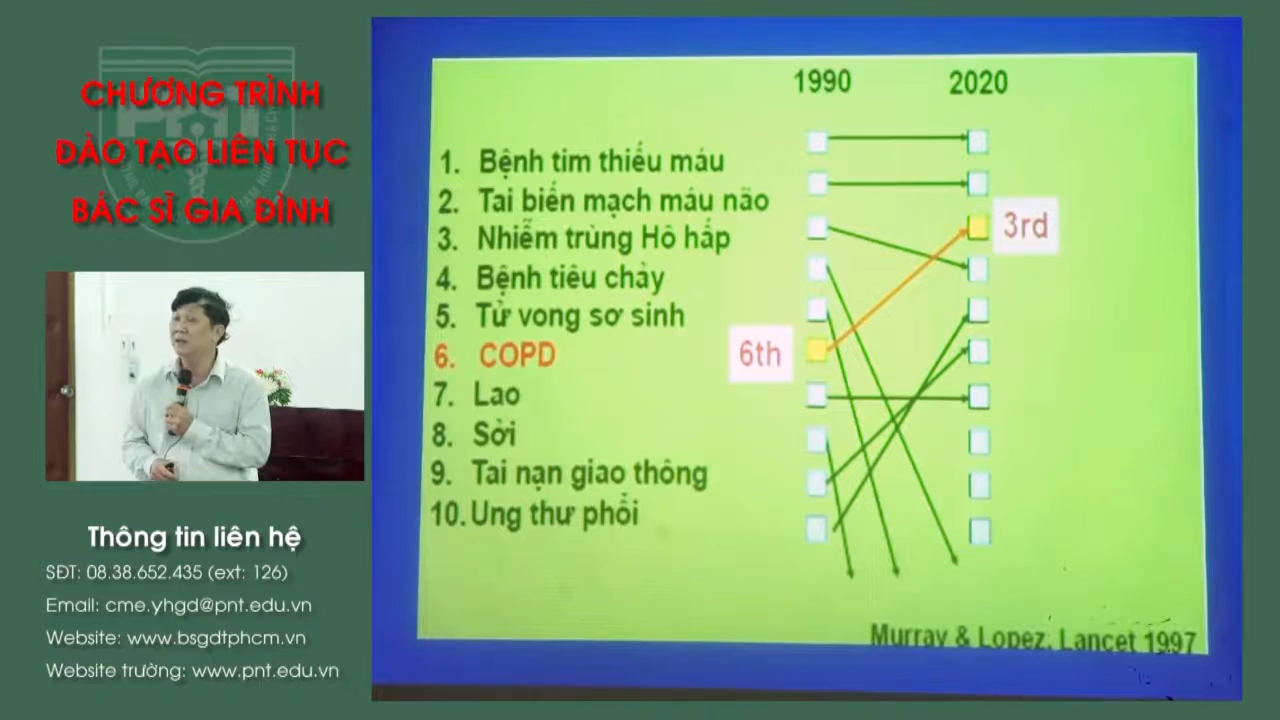 CHƯƠNG TRÌNH
ĐÀO TẠO LIÊN TỤC
BÁC SĨ GIA ĐÌNH
Thông tin liên hệ
SĐT: 08.38.652.435 (ext: 126)
Email: cme.yhgd@pnt.edu.vn
Website: www.bsgdtphcm.vn
Website trường: www.pnt.edu.vn
1990 2020
1. Bệnh tim thiếu máu
2. Tai biến mạch máu não
3. Nhiễm trùng Hô hấp
4. Bệnh tiêu chảy
5. Tử vong sơ sinh
6. COPD
7. Lao
8. Sởi
9. Tai nạn giao thông
10. Ung thư phổi
3rd
6th
Murray & Lopez, Lancet 1997